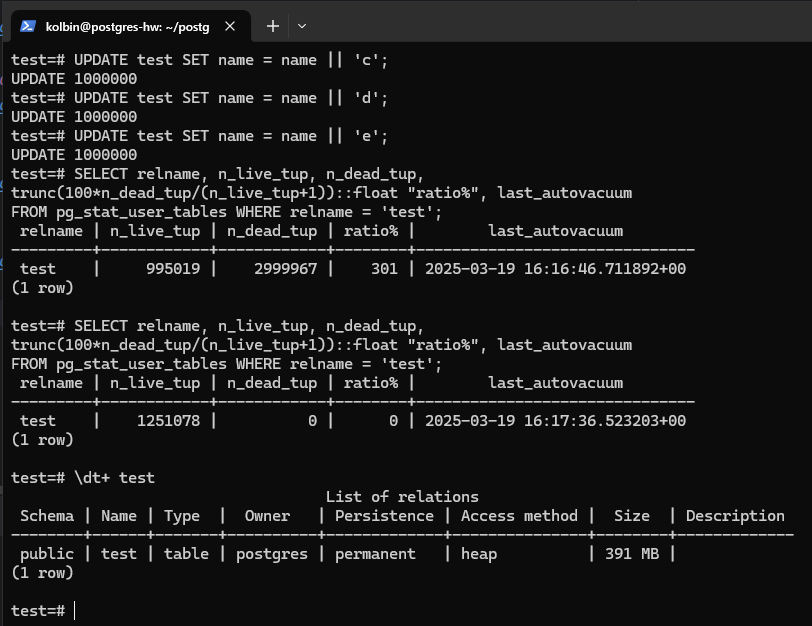 kolbin@postgres-hw: ~/postg
test=# UPDATE test SET name = name || 'c';
UPDATE 1000000
test=# UPDATE test SET name = name || 'd';
UPDATE 1000000
test=# UPDATE test SET name = name || 'e';
UPDATE 1000000
test=# SELECT relname, n_live_tup, n_dead_tup,
trunc(100*n_dead_tup/(n_live_tup+1))::float "ratio%", last_autovacuum
FROM pg_stat_user_tables WHERE relname = 'test';
 relname | n_live_tup | n_dead_tup | ratio% |        last_autovacuum
---------+------------+------------+--------+-------------------------------
 test    |     995019 |    2999967 |    301 | 2025-03-19 16:16:46.711892+00
(1 row)

test=# SELECT relname, n_live_tup, n_dead_tup,
trunc(100*n_dead_tup/(n_live_tup+1))::float "ratio%", last_autovacuum
FROM pg_stat_user_tables WHERE relname = 'test';
 relname | n_live_tup | n_dead_tup | ratio% |        last_autovacuum
---------+------------+------------+--------+-------------------------------
 test    |    1251078 |          0 |      0 | 2025-03-19 16:17:36.523203+00
(1 row)

test=# \dt+ test
                                   List of relations
 Schema | Name | Type  |  Owner   | Persistence | Access method |  Size  | Description
--------+------+-------+----------+-------------+---------------+--------+-------------
 public | test | table | postgres | permanent   | heap          | 391 MB |
(1 row)

test=#